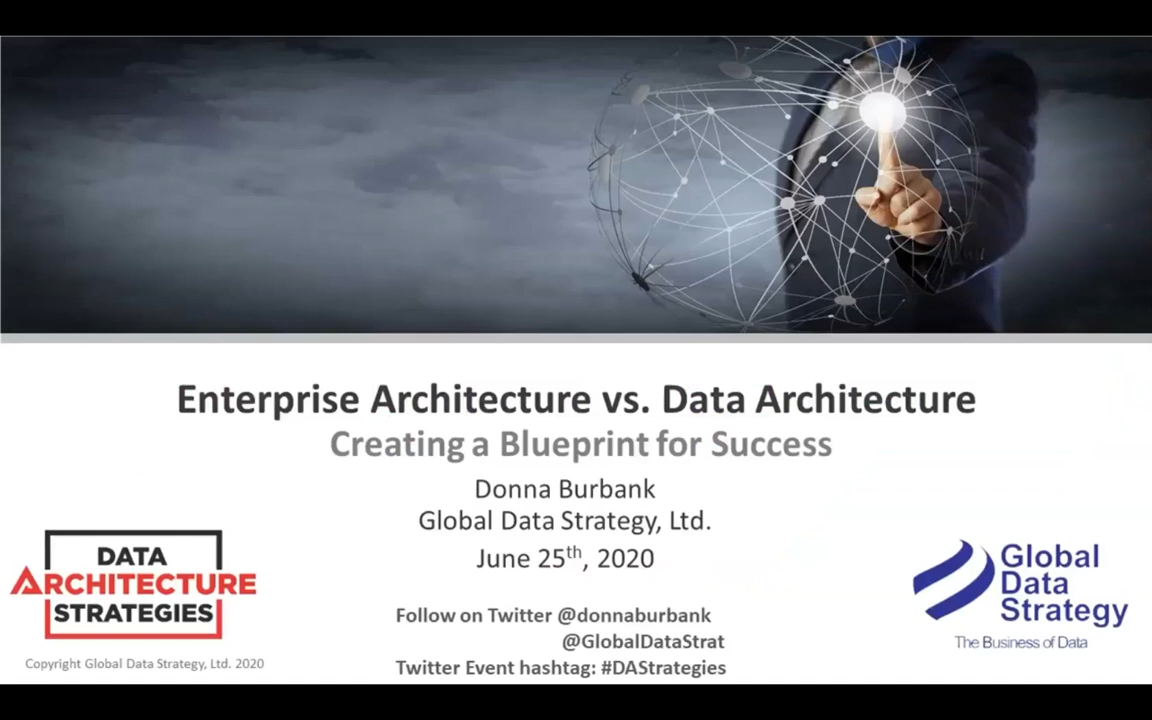 Enterprise Architecture vs. Data Architecture
Creating a Blueprint for Success
Donna Burbank
Global Data Strategy, Ltd.
June 25th, 2020
DATA
ARCHITECTURE
STRATEGIES
Global
Data
Strategy
The Business of Data
Follow on Twitter @donnaburbank
@GlobalDataStrat
Twitter Event hashtag: #DAStrategies
Copyright Global Data Strategy, Ltd. 2020